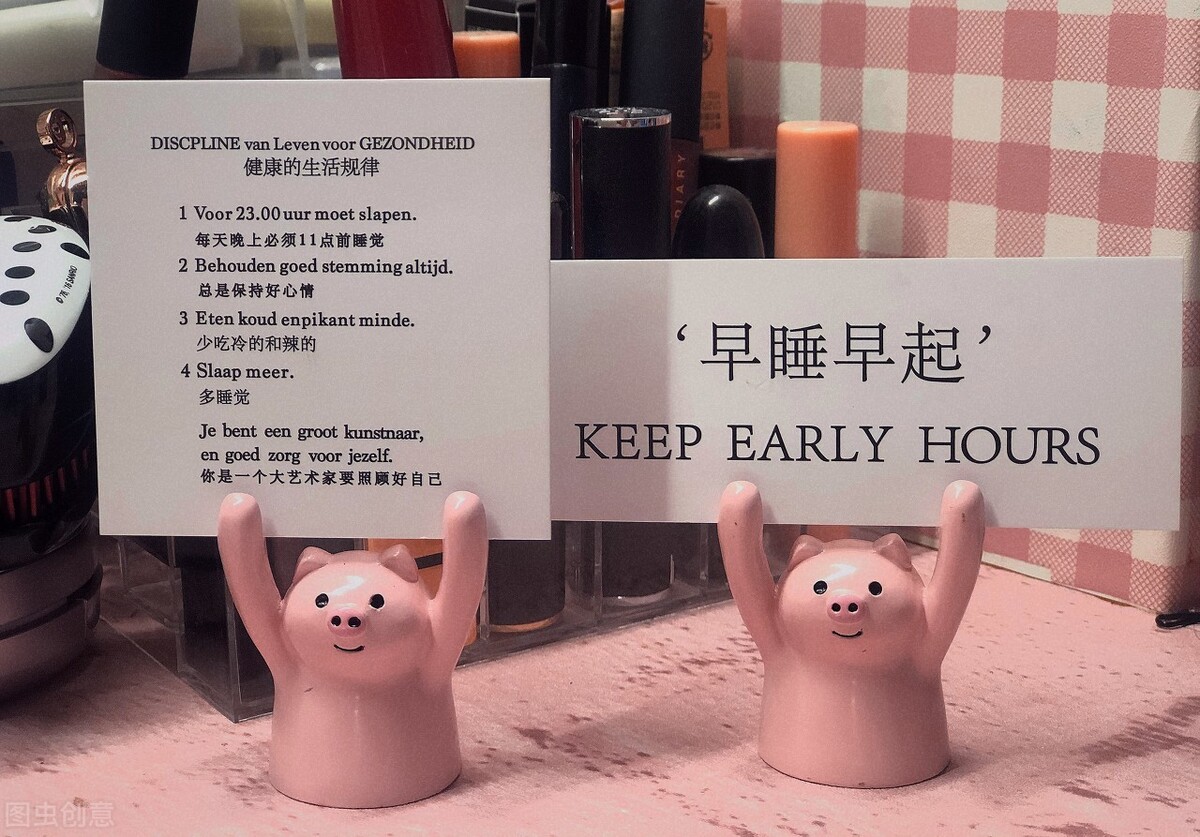 DISCPLINE van Leven voor GEZONDHEID
健康的生活规律
1 Voor 23.00 uur moet slapen.
每天晚上必须11点前睡觉
2 Behouden goed stemming altijd.
总是保持好心情
3 Eten koud enpikant minde.
少吃冷的和辣的
4 Slaap meer.
多睡觉
Je bent een groot kunstnaar,
en goed zorg voor jezelf.
你是一个大艺术家要照顾好自己
‘早睡早起’
KEEP EARLY HOURS
DIARY
图虫创意